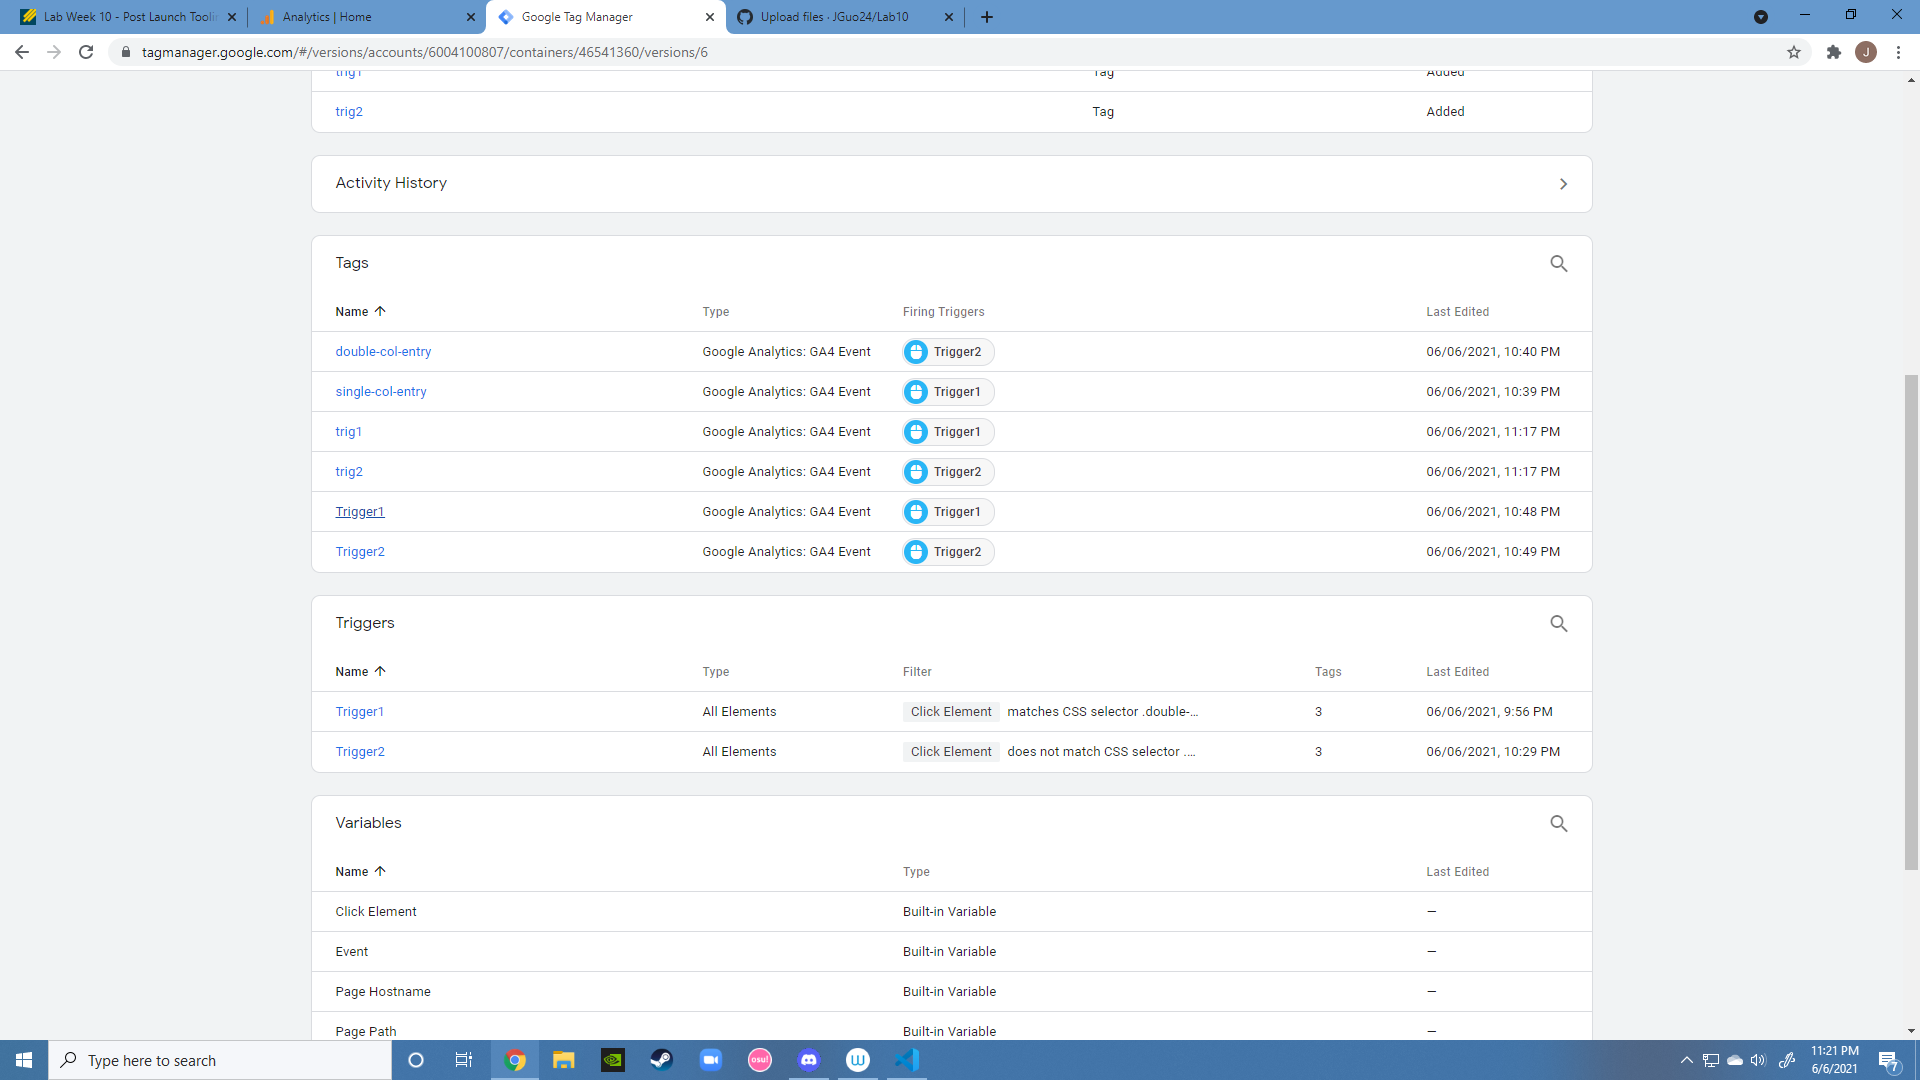 Lab Week 10 - Post Launch Toolin
Analytics | Home
Google Tag Manager
Upload files · JGuo24/Lab10
tagmanager.google.com/#/versions/accounts/6004100807/containers/46541360/versions/6
J
trig1 Tag Added
trig2 Tag Added
Activity History
Tags
Name Type Firing Triggers Last Edited
double-col-entry Google Analytics: GA4 Event Trigger2 06/06/2021, 10:40 PM
single-col-entry Google Analytics: GA4 Event Trigger1 06/06/2021, 10:39 PM
trig1 Google Analytics: GA4 Event Trigger1 06/06/2021, 11:17 PM
trig2 Google Analytics: GA4 Event Trigger2 06/06/2021, 11:17 PM
Trigger1 Google Analytics: GA4 Event Trigger1 06/06/2021, 10:48 PM
Trigger2 Google Analytics: GA4 Event Trigger2 06/06/2021, 10:49 PM
Triggers
Name Type Filter Tags Last Edited
Trigger1 All Elements Click Element matches CSS selector .double-... 3 06/06/2021, 9:56 PM
Trigger2 All Elements Click Element does not match CSS selector .... 3 06/06/2021, 10:29 PM
Variables
Name Type Last Edited
Click Element Built-in Variable —
Event Built-in Variable —
Page Hostname Built-in Variable —
Page Path Built-in Variable —
Type here to search
osu!
W
11:21 PM
6/6/2021
7